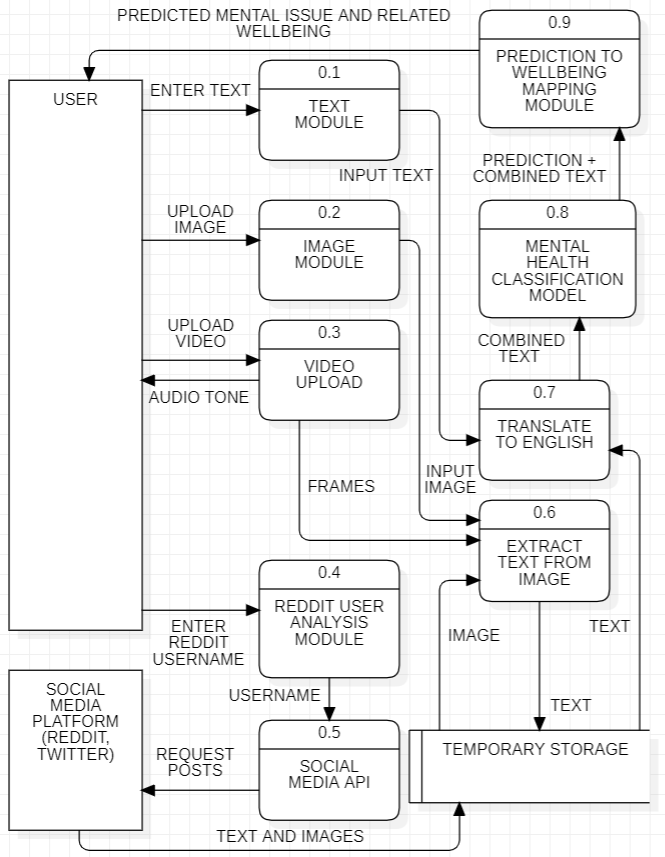 PREDICTED MENTAL ISSUE AND RELATED
WELLBEING
0.9
PREDICTION TO
WELLBEING
MAPPING
MODULE
USER
ENTER TEXT
0.1
TEXT
MODULE
INPUT TEXT
PREDICTION +
COMBINED TEXT
UPLOAD
IMAGE
0.2
IMAGE
MODULE
0.8
MENTAL
HEALTH
CLASSIFICATION
MODEL
UPLOAD
VIDEO
AUDIO TONE
0.3
VIDEO
UPLOAD
COMBINED
TEXT
0.7
TRANSLATE
TO ENGLISH
FRAMES
INPUT
IMAGE
0.6
EXTRACT
TEXT FROM
IMAGE
ENTER
REDDIT
USERNAME
0.4
REDDIT USER
ANALYSIS
MODULE
IMAGE
TEXT
TEXT
USERNAME
SOCIAL
MEDIA
PLATFORM
(REDDIT,
TWITTER)
REQUEST
POSTS
0.5
SOCIAL
MEDIA API
TEMPORARY STORAGE
TEXT AND IMAGES